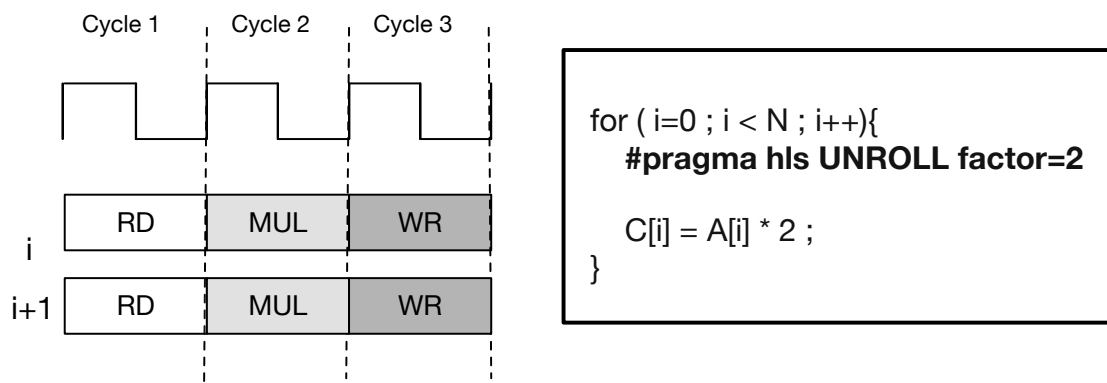 Cycle 1 Cycle 2 Cycle 3
i RD MUL WR
i+1 RD MUL WR
for ( i=0 ; i < N ; i++){
#pragma hls UNROLL factor=2
C[i] = A[i] * 2 ;
}